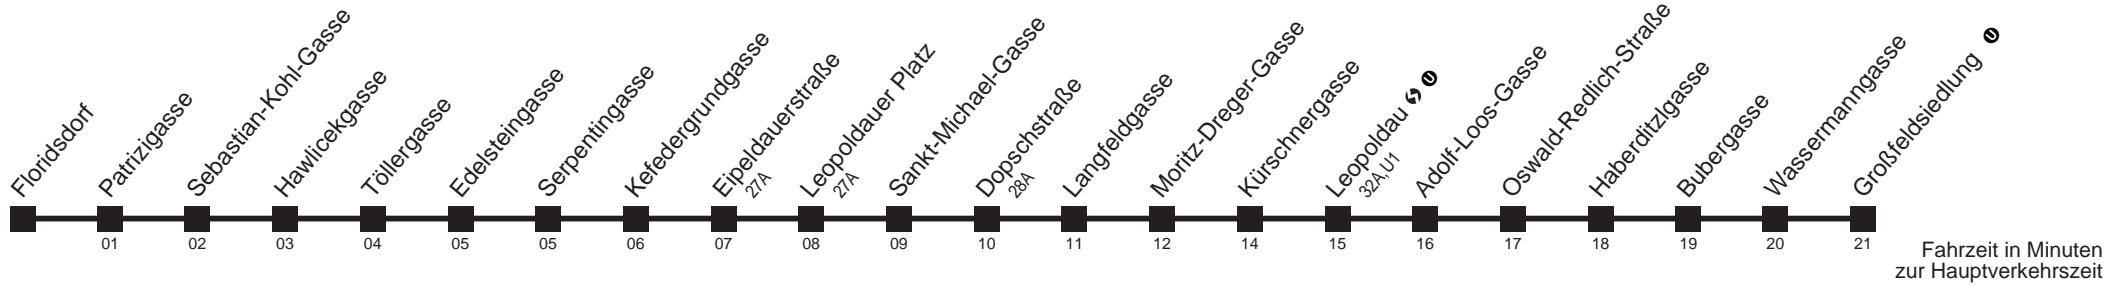 Floridsdorf
Patrizigasse
Sebastian-Kohl-Gasse
Hawlicekgasse
Töllergasse
Edelsteingasse
Serpentingasse
Kefedergrundgasse
Eipeldauerstraße
27A
Leopoldauer Platz
27A
Sankt-Michael-Gasse
Dopschstraße
28A
Langfeldgasse
Moritz-Dreger-Gasse
Kürschnergasse
Leopoldau U
32A,U1
Adolf-Loos-Gasse
Oswald-Redlich-Straße
Haberditzlgasse
Bubergasse
Wassermanngasse
Großfeldsiedlung U
01 02 03 04 05 05 06 07 08 09 10 11 12 14 15 16 17 18 19 20 21
Fahrzeit in Minuten
zur Hauptverkehrszeit